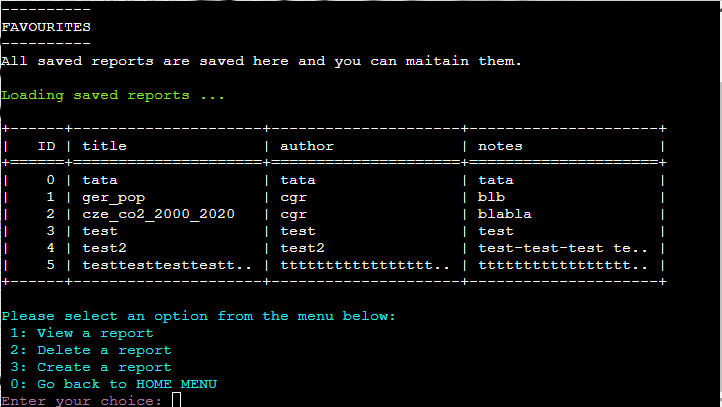 ----------
FAVOURITES
----------
All saved reports are saved here and you can maitain them.
Loading saved reports ...
+------+---------------------+---------------------+---------------------+
|   ID | title               | author              | notes               |
+======+=====================+=====================+=====================+
|    0 | tata                | tata                | tata                |
|    1 | ger_pop             | cgr                 | blb                 |
|    2 | cze_co2_2000_2020   | cgr                 | blabla              |
|    3 | test                | test                | test                |
|    4 | test2               | test2               | test-test-test te.. |
|    5 | testtesttesttestt.. | ttttttttttttttttt.. | ttttttttttttttttt.. |
+------+---------------------+---------------------+---------------------+
Please select an option from the menu below:
1: View a report
2: Delete a report
3: Create a report
0: Go back to HOME MENU
Enter your choice: